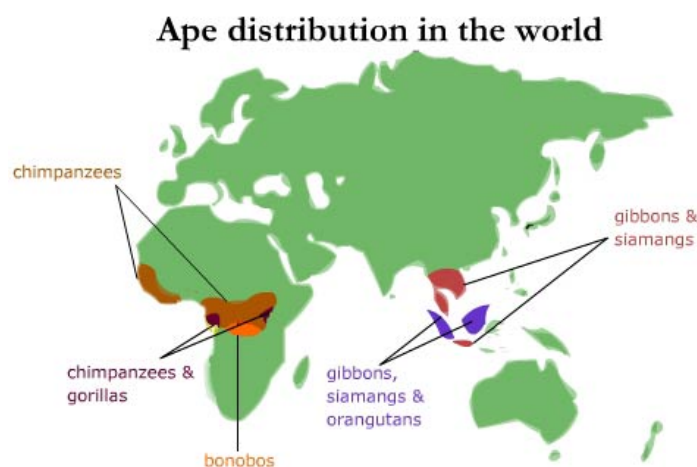 Ape distribution in the world
chimpanzees
gibbons &
siamangs
chimpanzees &
gorillas
gibbons,
siamangs &
orangutans
bonobos